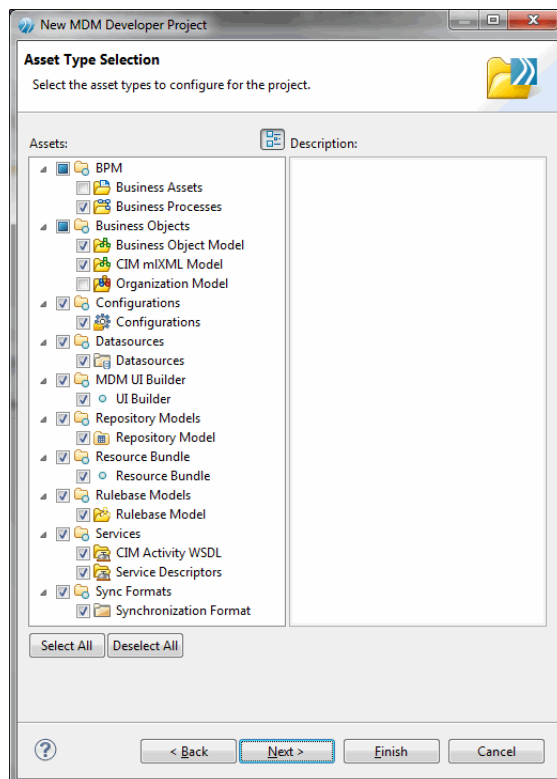 New MDM Developer Project
Asset Type Selection
Select the asset types to configure for the project.
Assets:
Description:
BPM
Business Assets
Business Processes
Business Objects
Business Object Model
CIM mlXML Model
Organization Model
Configurations
Configurations
Datasources
Datasources
MDM UI Builder
UI Builder
Repository Models
Repository Model
Resource Bundle
Resource Bundle
Rulebase Models
Rulebase Model
Services
CIM Activity WSDL
Service Descriptors
Sync Formats
Synchronization Format
Select All Deselect All
? < Back Next > Finish Cancel